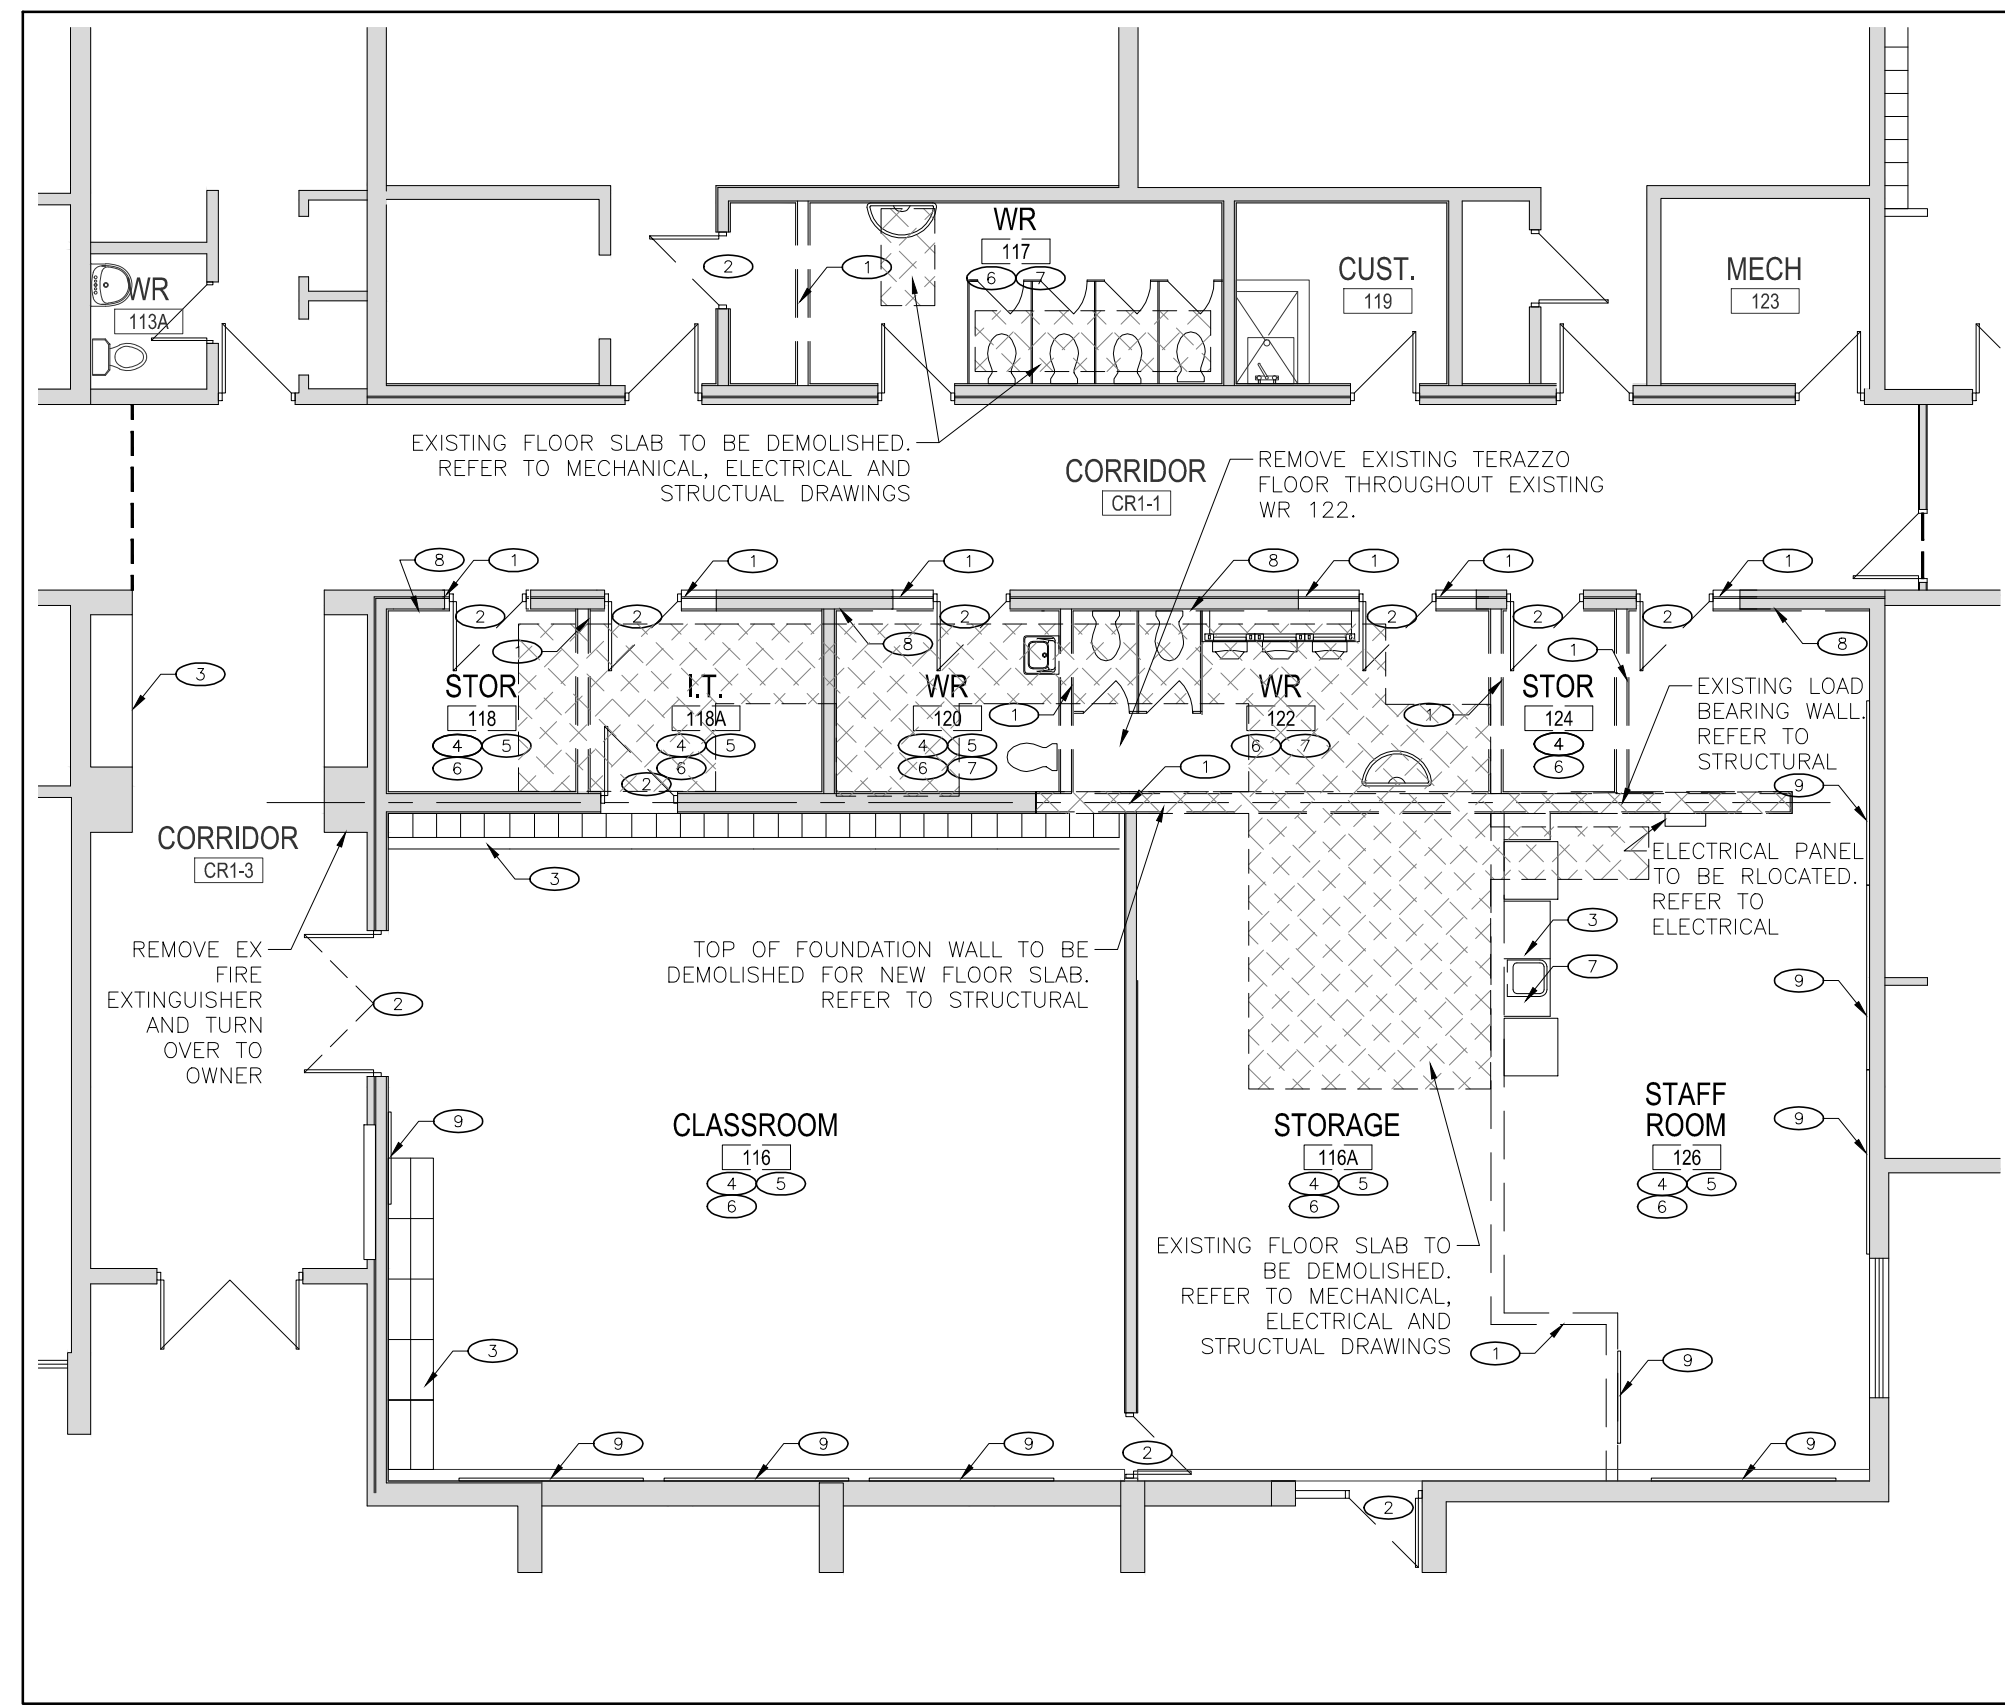 WR
117
6 7
2
1
CUST.
119
MECH
123
WR
113A
EXISTING FLOOR SLAB TO BE DEMOLISHED.
REFER TO MECHANICAL, ELECTRICAL AND
STRUCTUAL DRAWINGS
CORRIDOR
CR1-1
REMOVE EXISTING TERAZZO
FLOOR THROUGHOUT EXISTING
WR 122.
8 1 1 1 8 1 1 1
2 2 2 2 2 2
1 8 1 8
3
STOR
118
4 5
6
I.T.
118A
4 5
6
2
WR
120
4 5
6 7
1
WR
122
6 7
1
1
STOR
124
4
6
EXISTING LOAD
BEARING WALL.
REFER TO
STRUCTURAL
9
CORRIDOR
CR1-3
3
ELECTRICAL PANEL
TO BE RLOCATED.
REFER TO
ELECTRICAL
REMOVE EX
FIRE
EXTINGUISHER
AND TURN
OVER TO
OWNER
2
TOP OF FOUNDATION WALL TO BE
DEMOLISHED FOR NEW FLOOR SLAB.
REFER TO STRUCTURAL
3
7
9
9
9
CLASSROOM
116
4 5
6
STORAGE
116A
4 5
6
STAFF
ROOM
126
4 5
6
EXISTING FLOOR SLAB TO
BE DEMOLISHED.
REFER TO MECHANICAL,
ELECTRICAL AND
STRUCTUAL DRAWINGS
3
1
9
9 9 9 2 9
2